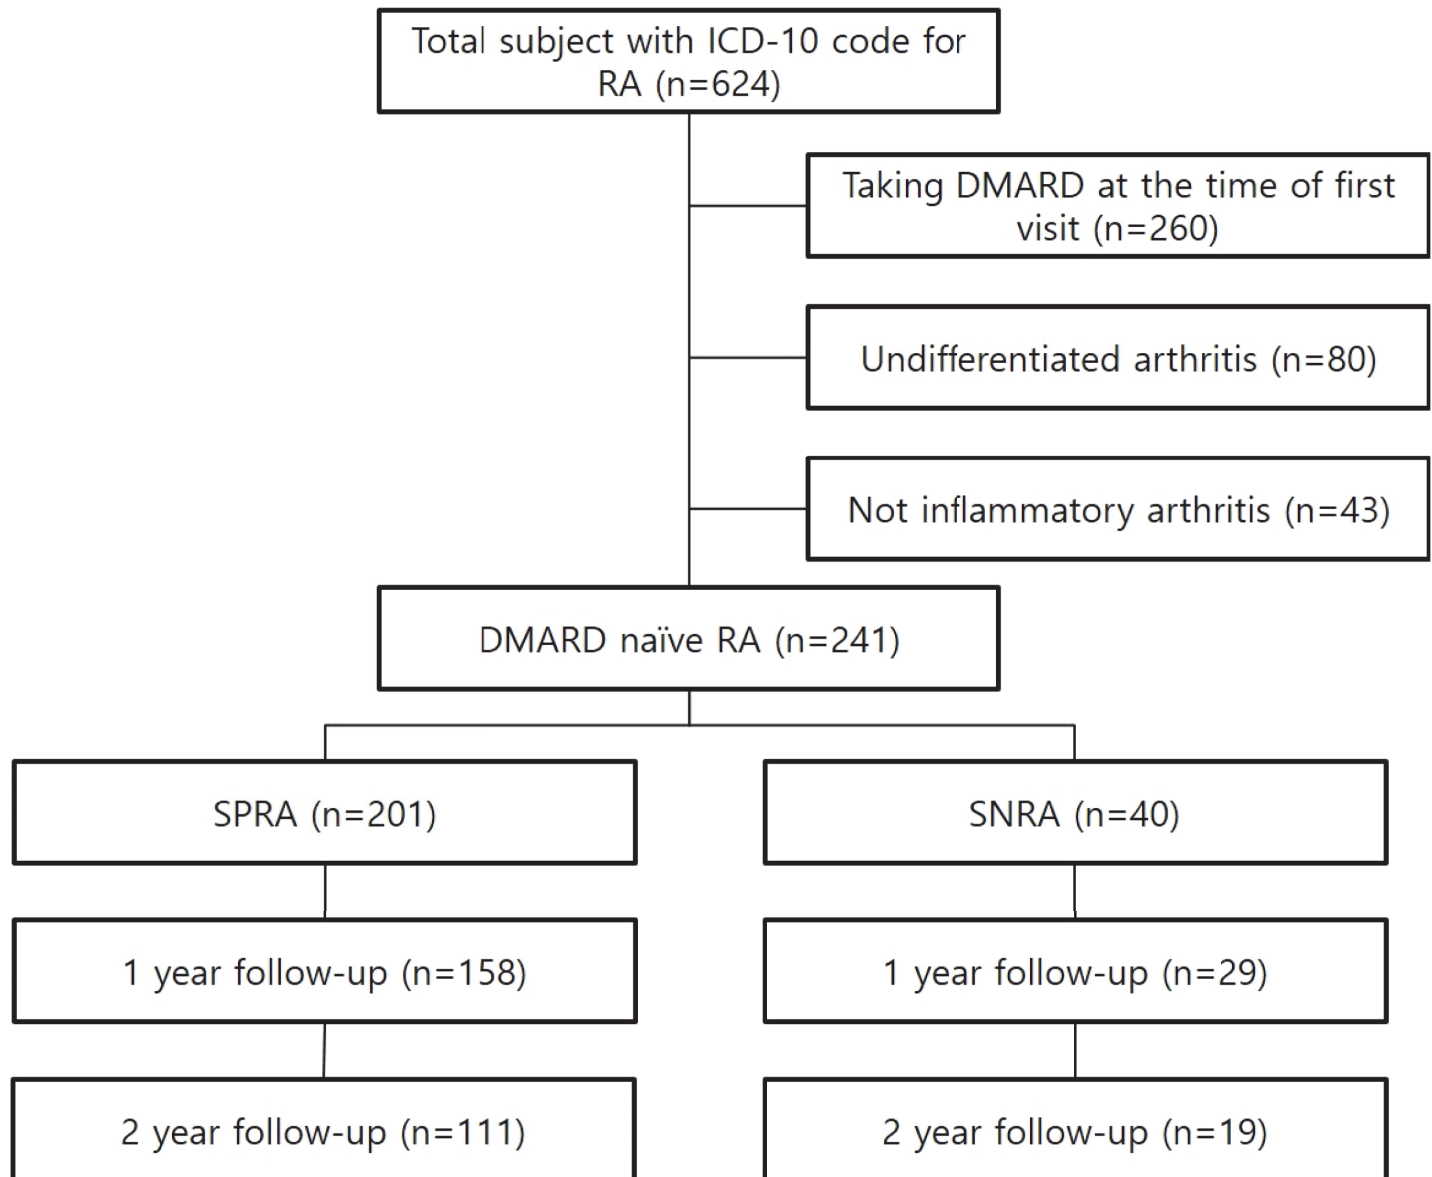 Total subject with ICD-10 code for
RA (n=624)
Taking DMARD at the time of first
visit (n=260)
Undifferentiated arthritis (n=80)
Not inflammatory arthritis (n=43)
DMARD naïve RA (n=241)
SPRA (n=201)
SNRA (n=40)
1 year follow-up (n=158)
1 year follow-up (n=29)
2 year follow-up (n=111)
2 year follow-up (n=19)